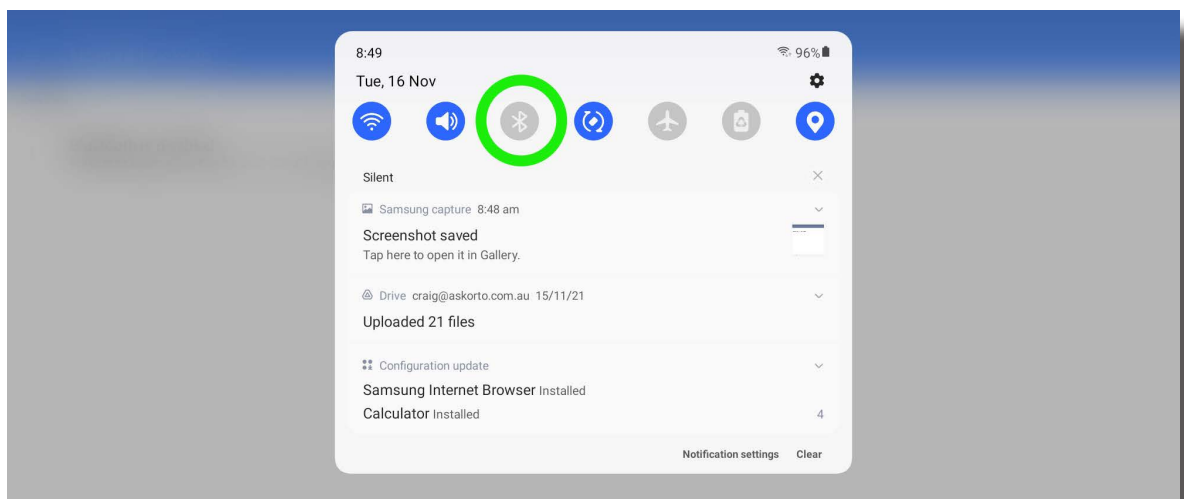 8:49 96%
Tue, 16 Nov
Silent
Samsung capture 8:48 am
Screenshot saved
Tap here to open it in Gallery.
Drive craig@askorto.com.au 15/11/21
Uploaded 21 files
Configuration update
Samsung Internet Browser Installed
Calculator Installed 4
Notification settings Clear